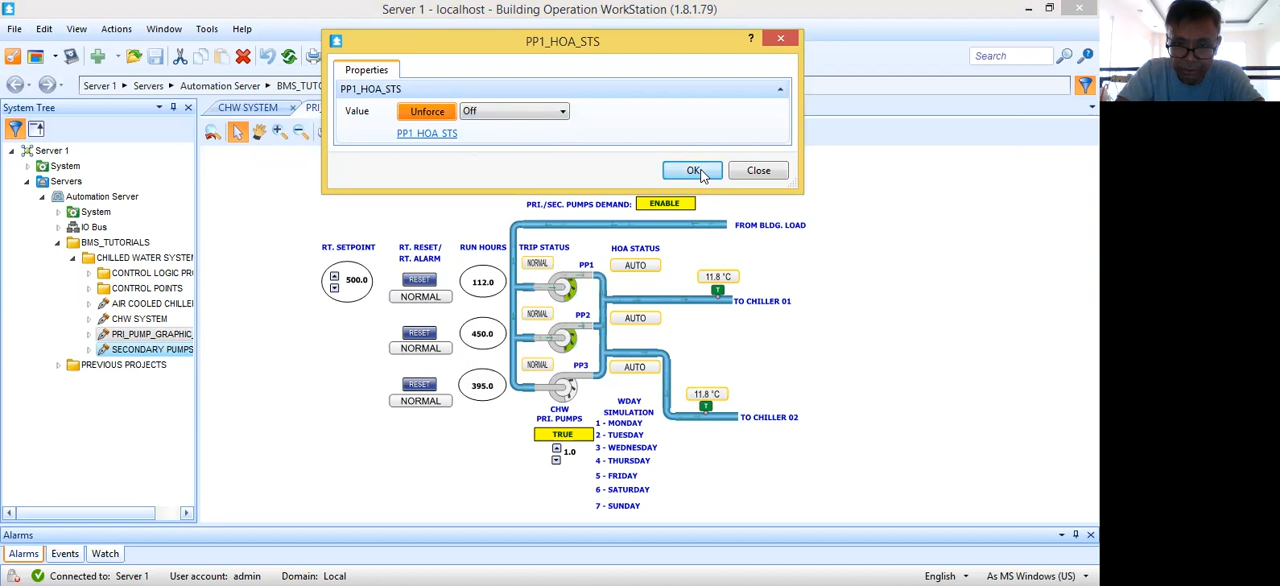 Server 1 - localhost - Building Operation WorkStation (1.8.1.79)
File Edit View Actions Window Tools Help
Search
Server 1 Servers Automation Server BMS_TUTO
PP1_HOA_STS
?
Properties
PP1_HOA_STS
Value Unforce Off
PP1_HOA_STS
OK Close
System Tree
CHW SYSTEM
Server 1
System
Servers
Automation Server
System
IO Bus
BMS_TUTORIALS
CHILLED WATER SYSTE
CONTROL LOGIC PR
CONTROL POINTS
AIR COOLED CHILLE
CHW SYSTEM
PRI_PUMP_GRAPHIC_
SECONDARY PUMPS
PREVIOUS PROJECTS
PRI./SEC. PUMPS DEMAND: ENABLE
FROM BLDG. LOAD
RT. SETPOINT
500.0
RT. RESET/
RT. ALARM
RUN HOURS
TRIP STATUS
HOA STATUS
RESET
NORMAL
112.0
NORMAL
PP1
AUTO
11.8 °C
T
TO CHILLER 01
RESET
NORMAL
450.0
NORMAL
PP2
AUTO
RESET
NORMAL
395.0
NORMAL
PP3
AUTO
11.8 °C
T
TO CHILLER 02
CHW
PRI. PUMPS
TRUE
1.0
WDAY
SIMULATION
1 - MONDAY
2 - TUESDAY
3 - WEDNESDAY
4 - THURSDAY
5 - FRIDAY
6 - SATURDAY
7 - SUNDAY
Alarms
Alarms Events Watch
Connected to: Server 1 User account: admin Domain: Local English As MS Windows (US)